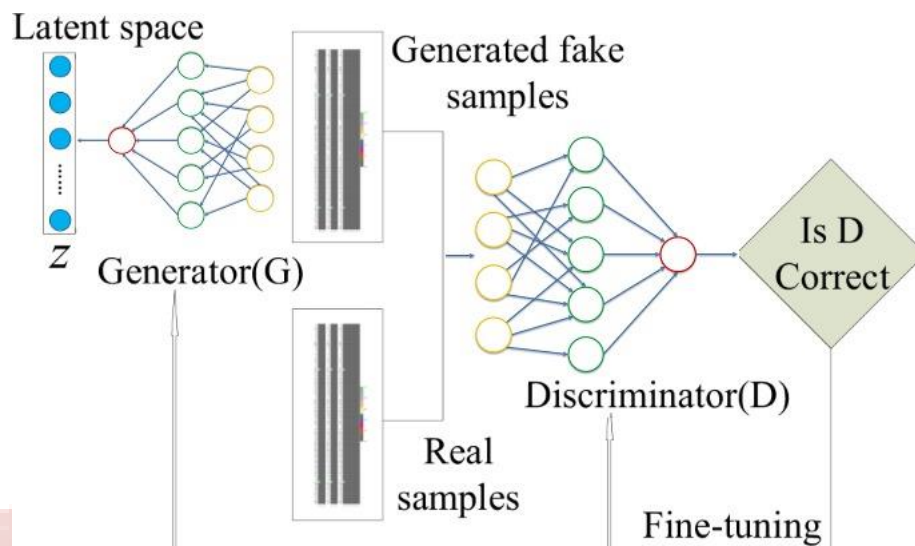 Latent space
Generated fake
samples
z
Generator(G)
Is D
Correct
Discriminator(D)
Real
samples
Fine-tuning